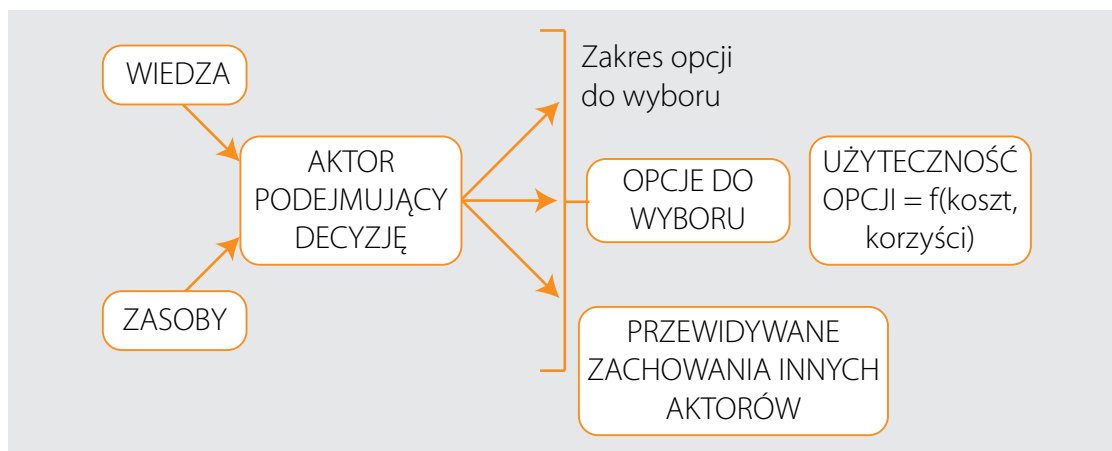 WIEDZA
ZASOBY
AKTOR
PODEJMUJĄCY
DECYZJĘ
Zakres opcji
do wyboru
OPCJE DO
WYBORU
UŻYTECZNOŚĆ
OPCJI = f(koszt,
korzyści)
PRZEWIDYWANE
ZACHOWANIA INNYCH
AKTORÓW